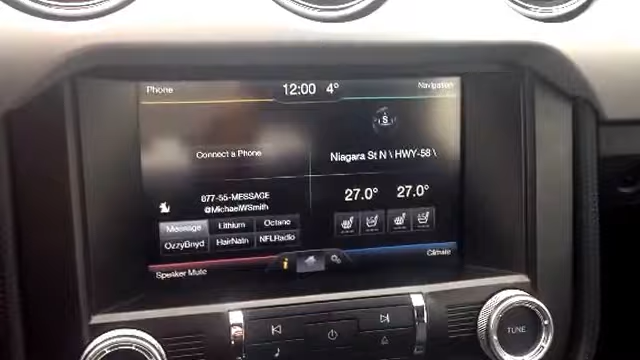 Phone
12:00 4°
Navigation
S
Connect a Phone
Niagara St N \ HWY-58 \
877-55-MESSAGE
@MichaelWSmith
27.0° 27.0°
Message Lithium Octane
OzzyBnyd HairNatn NFLRadio
Speaker Mute
i
Climate
TUNE